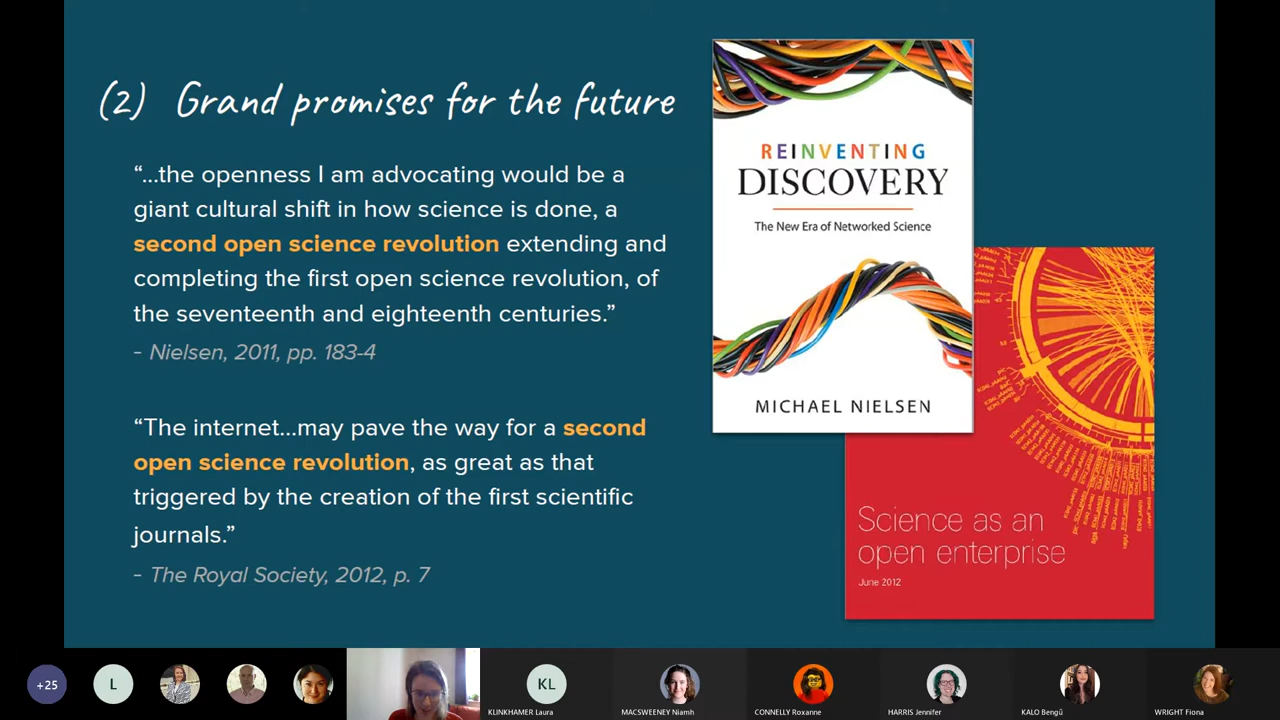 (2) Grand promises for the future
“...the openness I am advocating would be a
giant cultural shift in how science is done, a
second open science revolution extending and
completing the first open science revolution, of
the seventeenth and eighteenth centuries.”
- Nielsen, 2011, pp. 183-4
“The internet...may pave the way for a second
open science revolution, as great as that
triggered by the creation of the first scientific
journals.”
- The Royal Society, 2012, p. 7
REINVENTING
DISCOVERY
The New Era of Networked Science
MICHAEL NIELSEN
Science as an
open enterprise
June 2012
+25
L
KL
KLINKHAMER Laura
MACSWEENEY Niamh
CONNELLY Roxanne
HARRIS Jennifer
KALO Bengü
WRIGHT Fiona